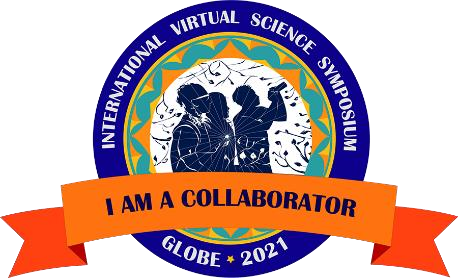 INTERNATIONAL VIRTUAL SCIENCE SYMPOSIUM
I AM A COLLABORATOR
GLOBE ★ 2021